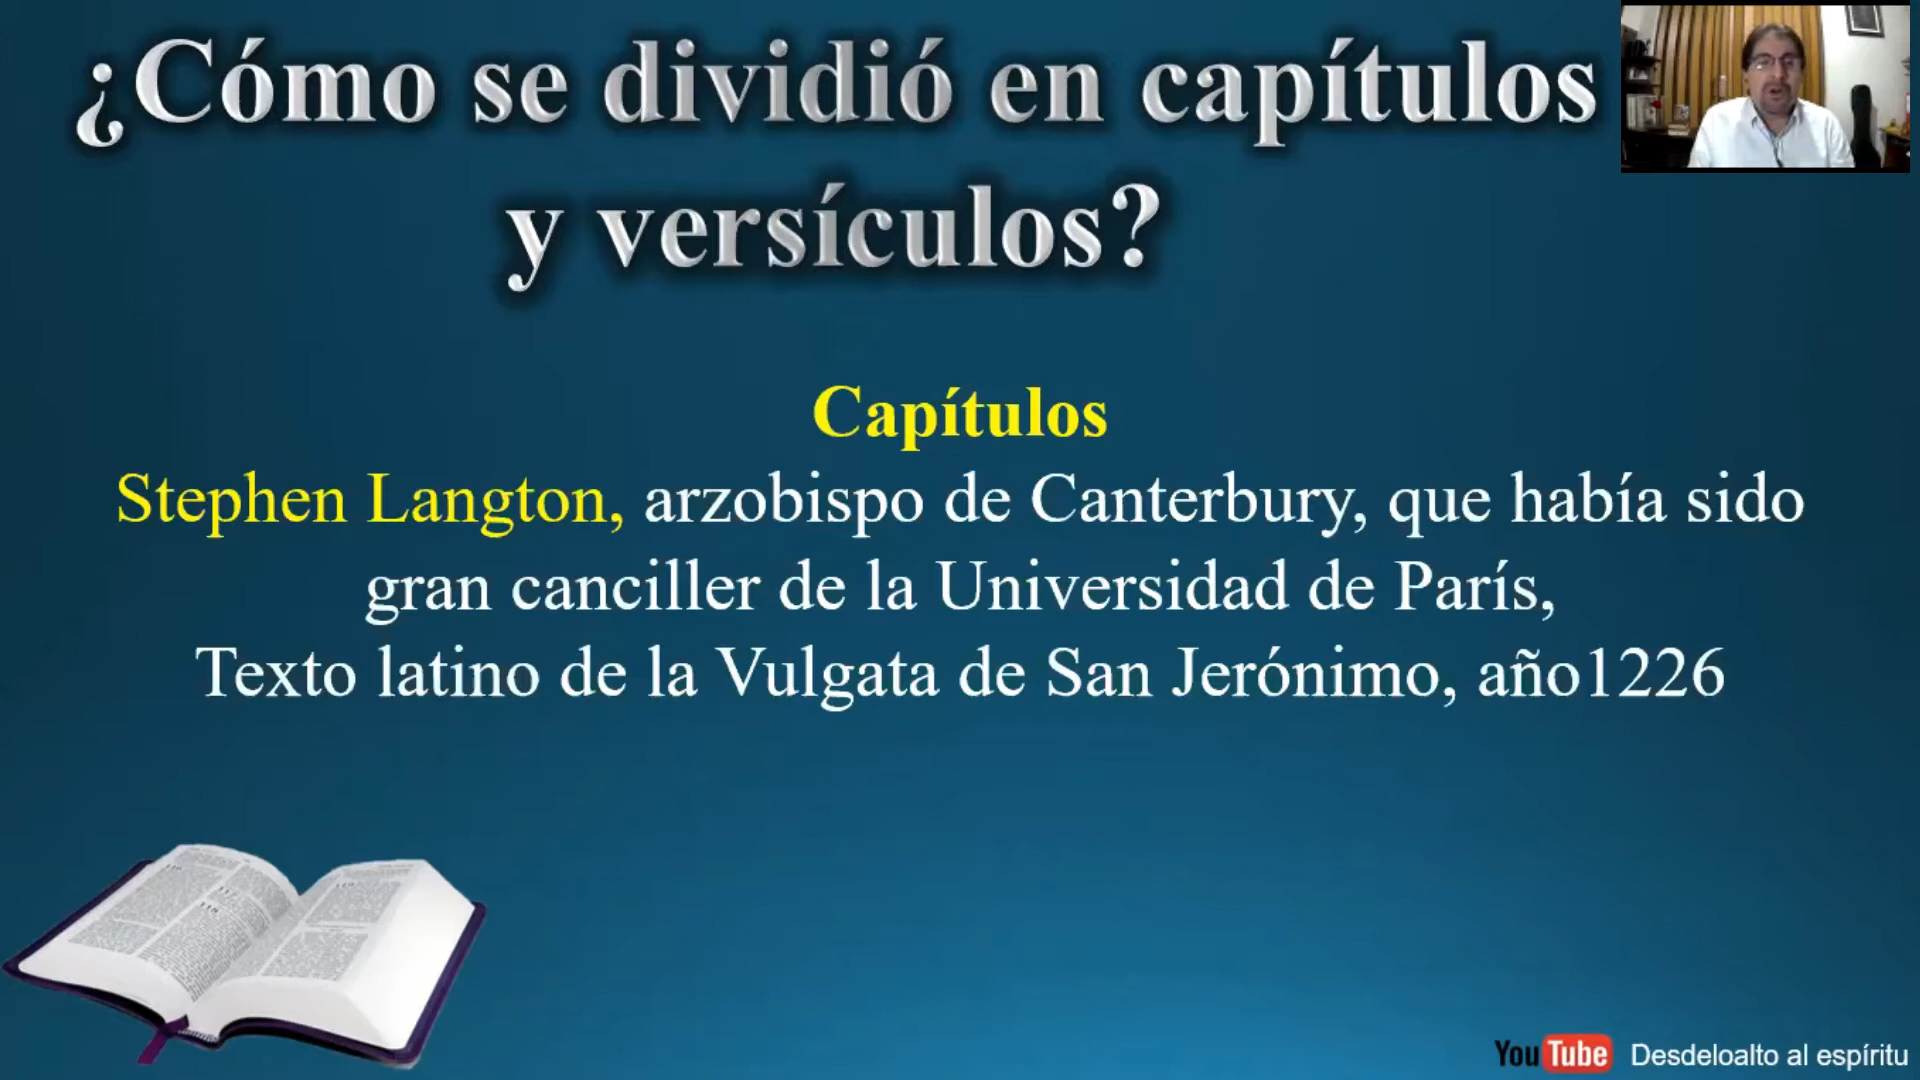 ¿Cómo se dividió en capítulos
y versículos?
Capítulos
Stephen Langton, arzobispo de Canterbury, que había sido
gran canciller de la Universidad de París,
Texto latino de la Vulgata de San Jerónimo, año1226
YouTube Desdeloalto al espíritu